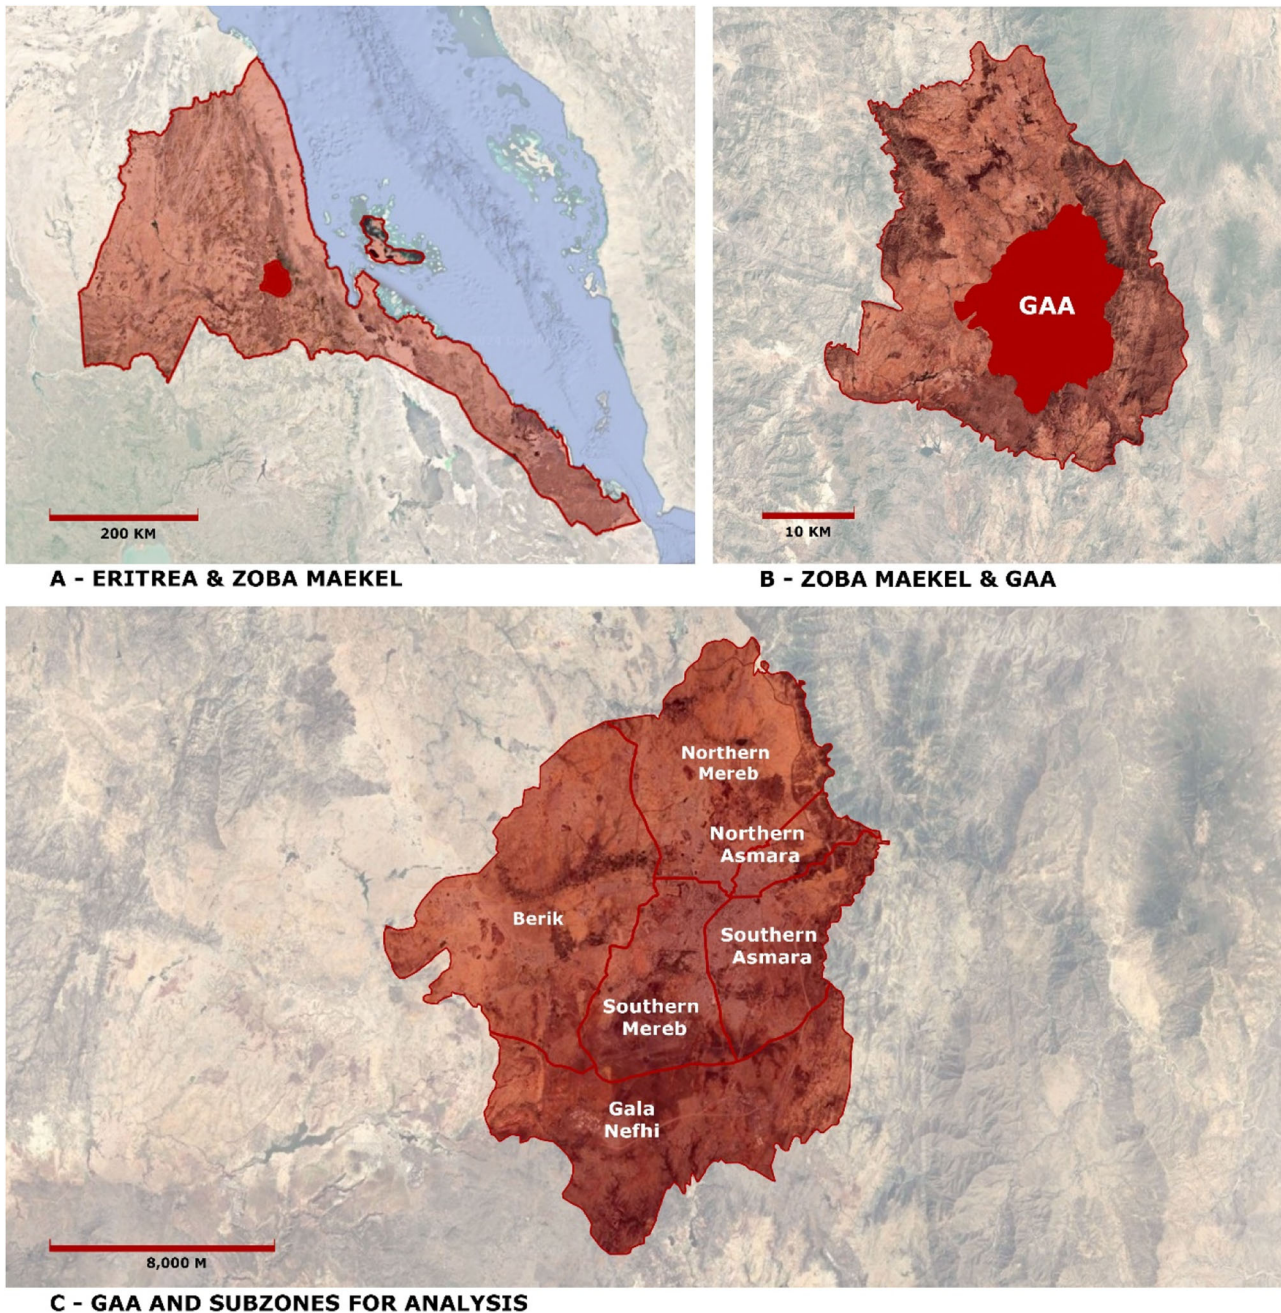 200 KM
A - ERITREA & ZOBA MAEKEL
GAA
10 KM
B - ZOBA MAEKEL & GAA
Northern
Mereb
Northern
Asmara
Berik
Southern
Asmara
Southern
Mereb
Gala
Nefhi
8,000 M
C - GAA AND SUBZONES FOR ANALYSIS